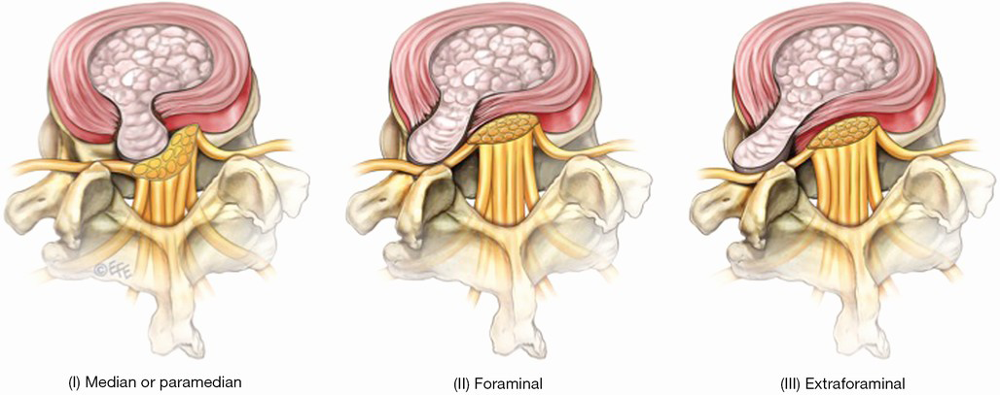 ©EFE
(I) Median or paramedian
(II) Foraminal
(III) Extraforaminal